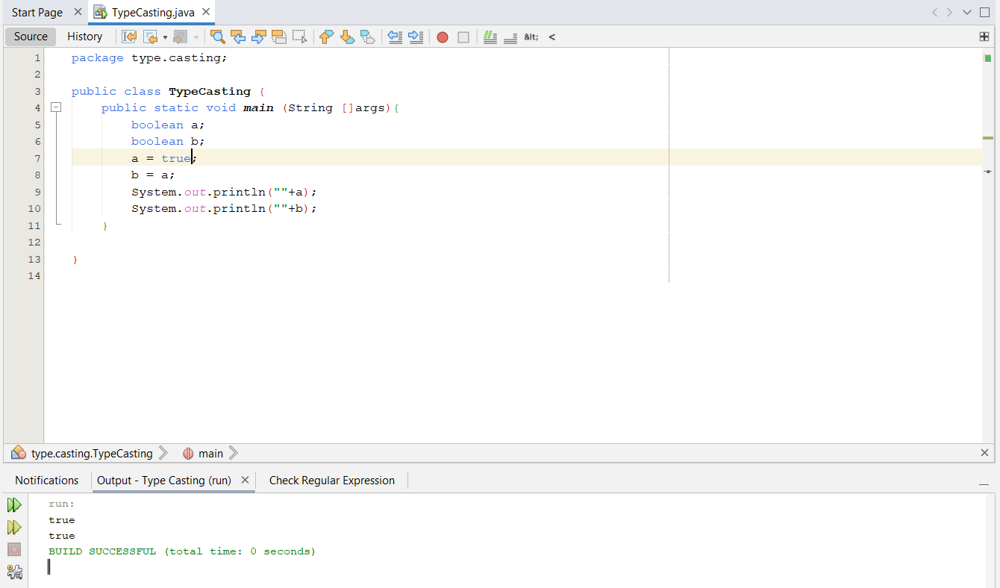 Start Page TypeCasting.java
Source History &lt; <
1 package type.casting;
2
3 public class TypeCasting {
4 public static void main (String []args){
5 boolean a;
6 boolean b;
7 a = true;
8 b = a;
9 System.out.println(""+a);
10 System.out.println(""+b);
11 }
12
13 }
14
type.casting.TypeCasting main
Notifications Output - Type Casting (run) Check Regular Expression
run:
true
true
BUILD SUCCESSFUL (total time: 0 seconds)